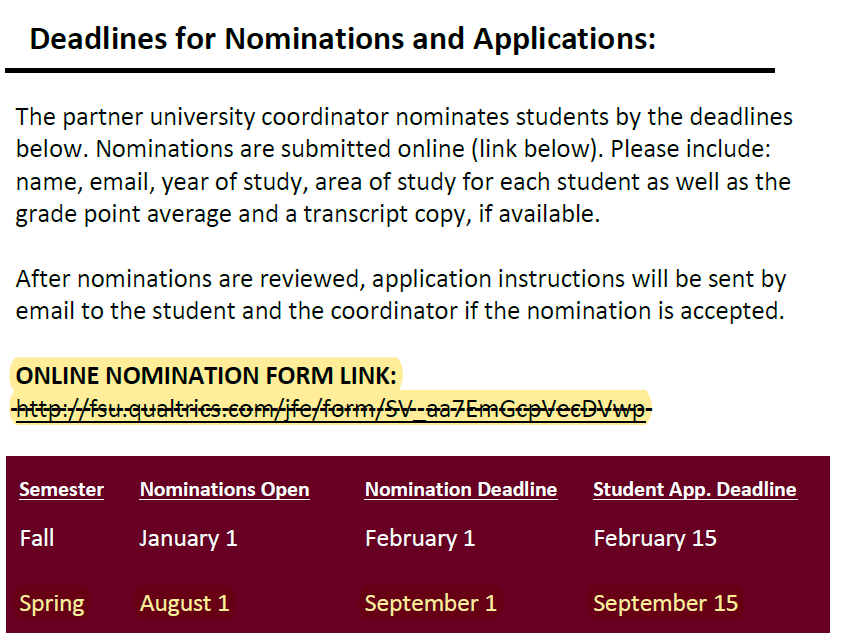 Deadlines for Nominations and Applications:
The partner university coordinator nominates students by the deadlines
below. Nominations are submitted online (link below). Please include:
name, email, year of study, area of study for each student as well as the
grade point average and a transcript copy, if available.
After nominations are reviewed, application instructions will be sent by
email to the student and the coordinator if the nomination is accepted.
ONLINE NOMINATION FORM LINK:
http://fsu.qualtrics.com/jfe/form/SV_aa7EmGcpVecDVwp
Semester Nominations Open Nomination Deadline Student App. Deadline
Fall January 1 February 1 February 15
Spring August 1 September 1 September 15